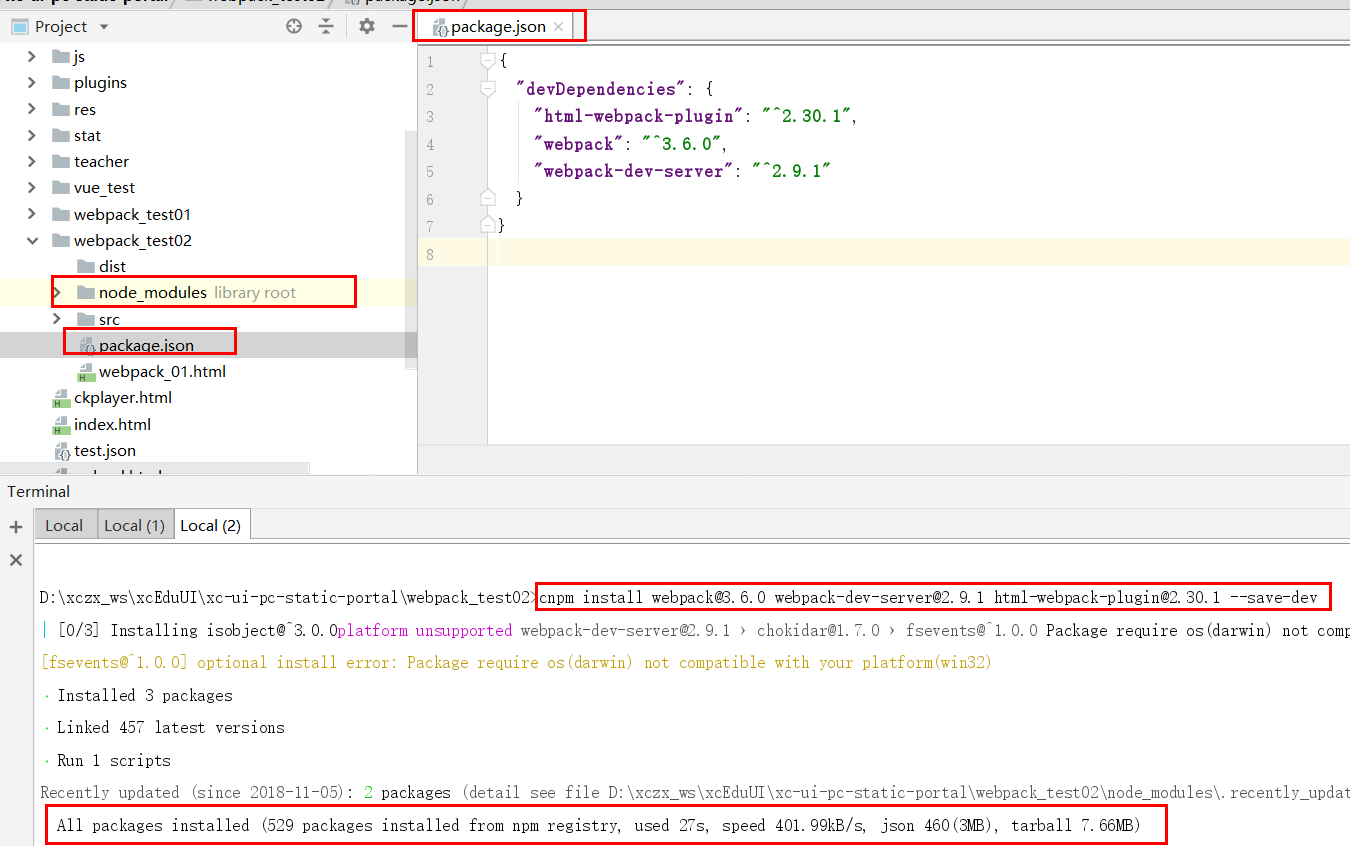 Project
package.json
js
plugins
res
stat
teacher
vue_test
webpack_test01
webpack_test02
dist
node_modules library root
src
package.json
webpack_01.html
ckplayer.html
index.html
test.json
1 {
2 "devDependencies": {
3 "html-webpack-plugin": "^2.30.1",
4 "webpack": "^3.6.0",
5 "webpack-dev-server": "^2.9.1"
6 }
7 }
8
Terminal
Local Local (1) Local (2)
D:\xczx_ws\xcEduUI\xc-ui-pc-static-portal\webpack_test02>cnpm install webpack@3.6.0 webpack-dev-server@2.9.1 html-webpack-plugin@2.30.1 --save-dev
| [0/3] Installing isobject@^3.0.0platform unsupported webpack-dev-server@2.9.1 › chokidar@1.7.0 › fsevents@^1.0.0 Package require os(darwin) not comp
[fsevents@^1.0.0] optional install error: Package require os(darwin) not compatible with your platform(win32)
· Installed 3 packages
· Linked 457 latest versions
· Run 1 scripts
Recently updated (since 2018-11-05): 2 packages (detail see file D:\xczx_ws\xcEduUI\xc-ui-pc-static-portal\webpack_test02\node_modules\.recently_updat
All packages installed (529 packages installed from npm registry, used 27s, speed 401.99kB/s, json 460(3MB), tarball 7.66MB)